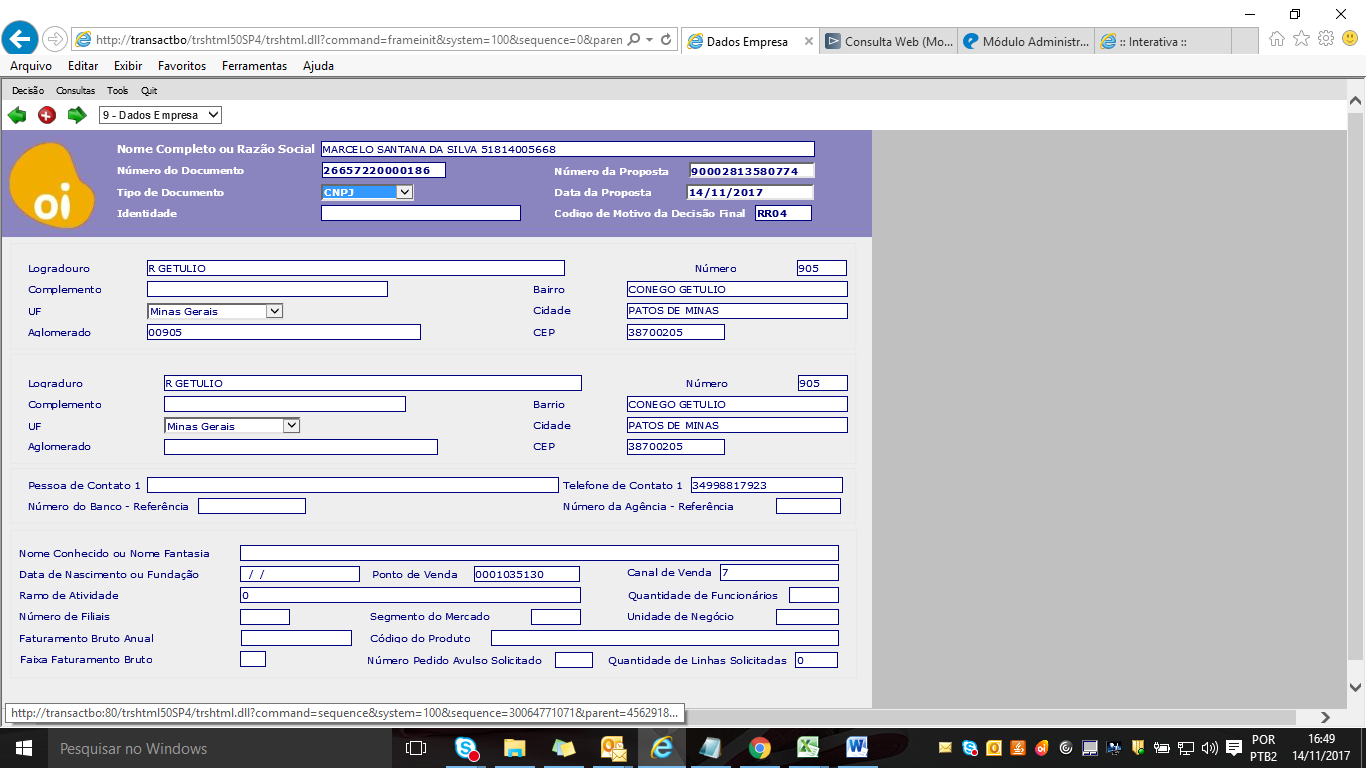 http://transactbo/trshtml50SP4/trshtml.dll?command=frameinit&system=100&sequence=0&paren
Dados Empresa
Consulta Web (Mo...
Módulo Administr...
:: Interativa ::
Arquivo Editar Exibir Favoritos Ferramentas Ajuda
Decisão Consultas Tools Quit
9 - Dados Empresa
oi
Nome Completo ou Razão Social MARCELO SANTANA DA SILVA 51814005668
Número do Documento 26657220000186 Número da Proposta 90002813580774
Tipo de Documento CNPJ Data da Proposta 14/11/2017
Identidade Codigo de Motivo da Decisão Final RR04
Logradouro R GETULIO Número 905
Complemento Bairro CONEGO GETULIO
UF Minas Gerais Cidade PATOS DE MINAS
Aglomerado 00905 CEP 38700205
Lograduro R GETULIO Número 905
Complemento Barrio CONEGO GETULIO
UF Minas Gerais Cidade PATOS DE MINAS
Aglomerado CEP 38700205
Pessoa de Contato 1 Telefone de Contato 1 34998817923
Número do Banco - Referência Número da Agência - Referência
Nome Conhecido ou Nome Fantasia
Data de Nascimento ou Fundação / / Ponto de Venda 0001035130 Canal de Venda 7
Ramo de Atividade 0 Quantidade de Funcionários
Número de Filiais Segmento do Mercado Unidade de Negócio
Faturamento Bruto Anual Código do Produto
Faixa Faturamento Bruto Número Pedido Avulso Solicitado Quantidade de Linhas Solicitadas 0
http://transactbo:80/trshtml50SP4/trshtml.dll?command=sequence&system=100&sequence=30064771071&parent=4562918...
Pesquisar no Windows
POR
PTB2
16:49
14/11/2017